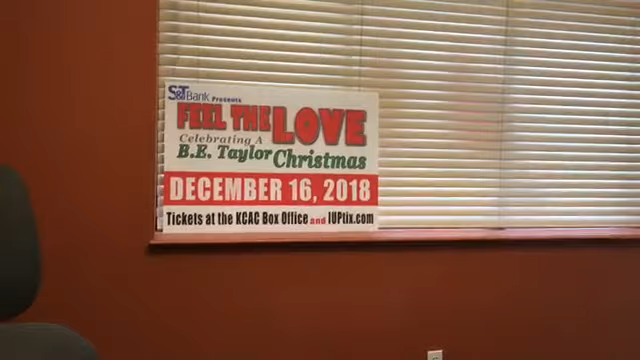 S&T Bank Presents
FEEL THE LOVE
Celebrating A
B.E. Taylor Christmas
DECEMBER 16, 2018
Tickets at the KCAC Box Office and IUPtix.com